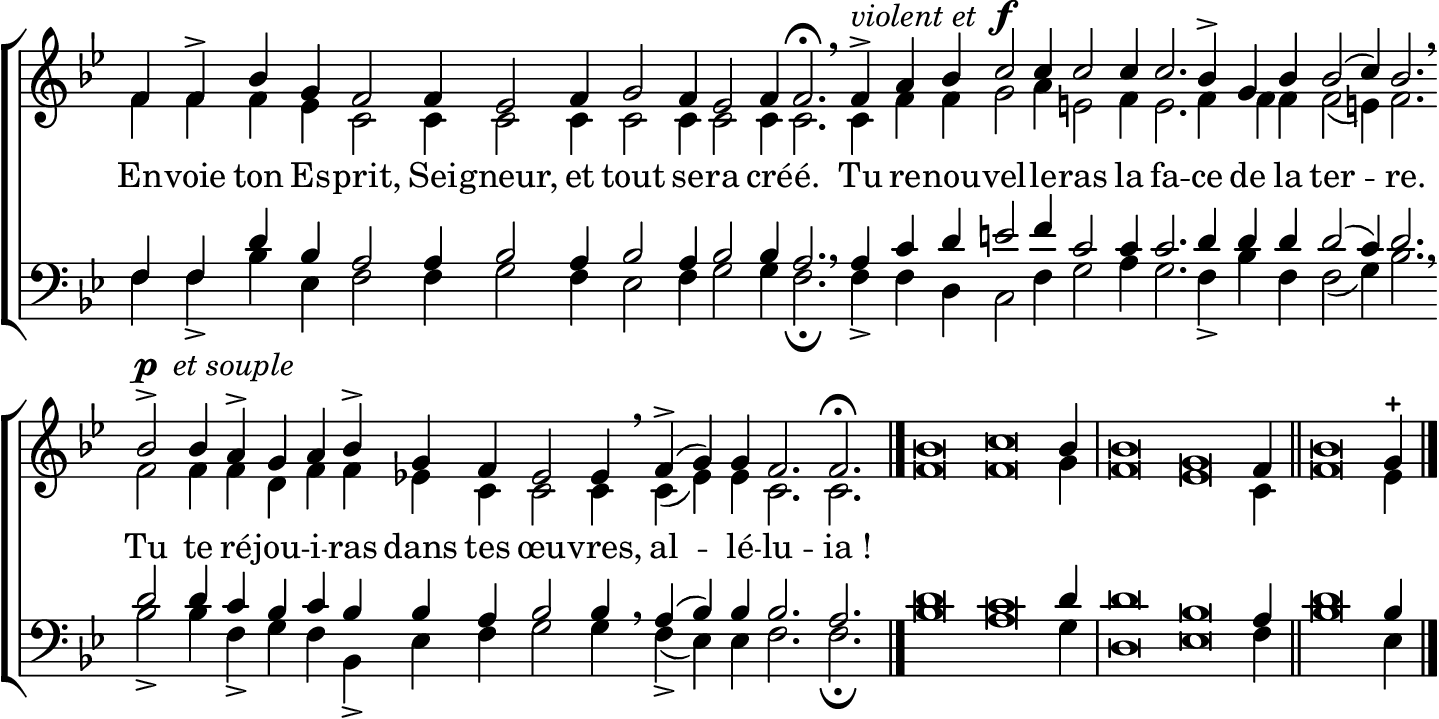 violent et f
Envoie ton Esprit, Seigneur, et tout sera créé. Tu renouvelleras la fa-ce de la ter - re.
p et souple
Tu te réjou-i-ras dans tes œuvres, al - lé-lu - ia !